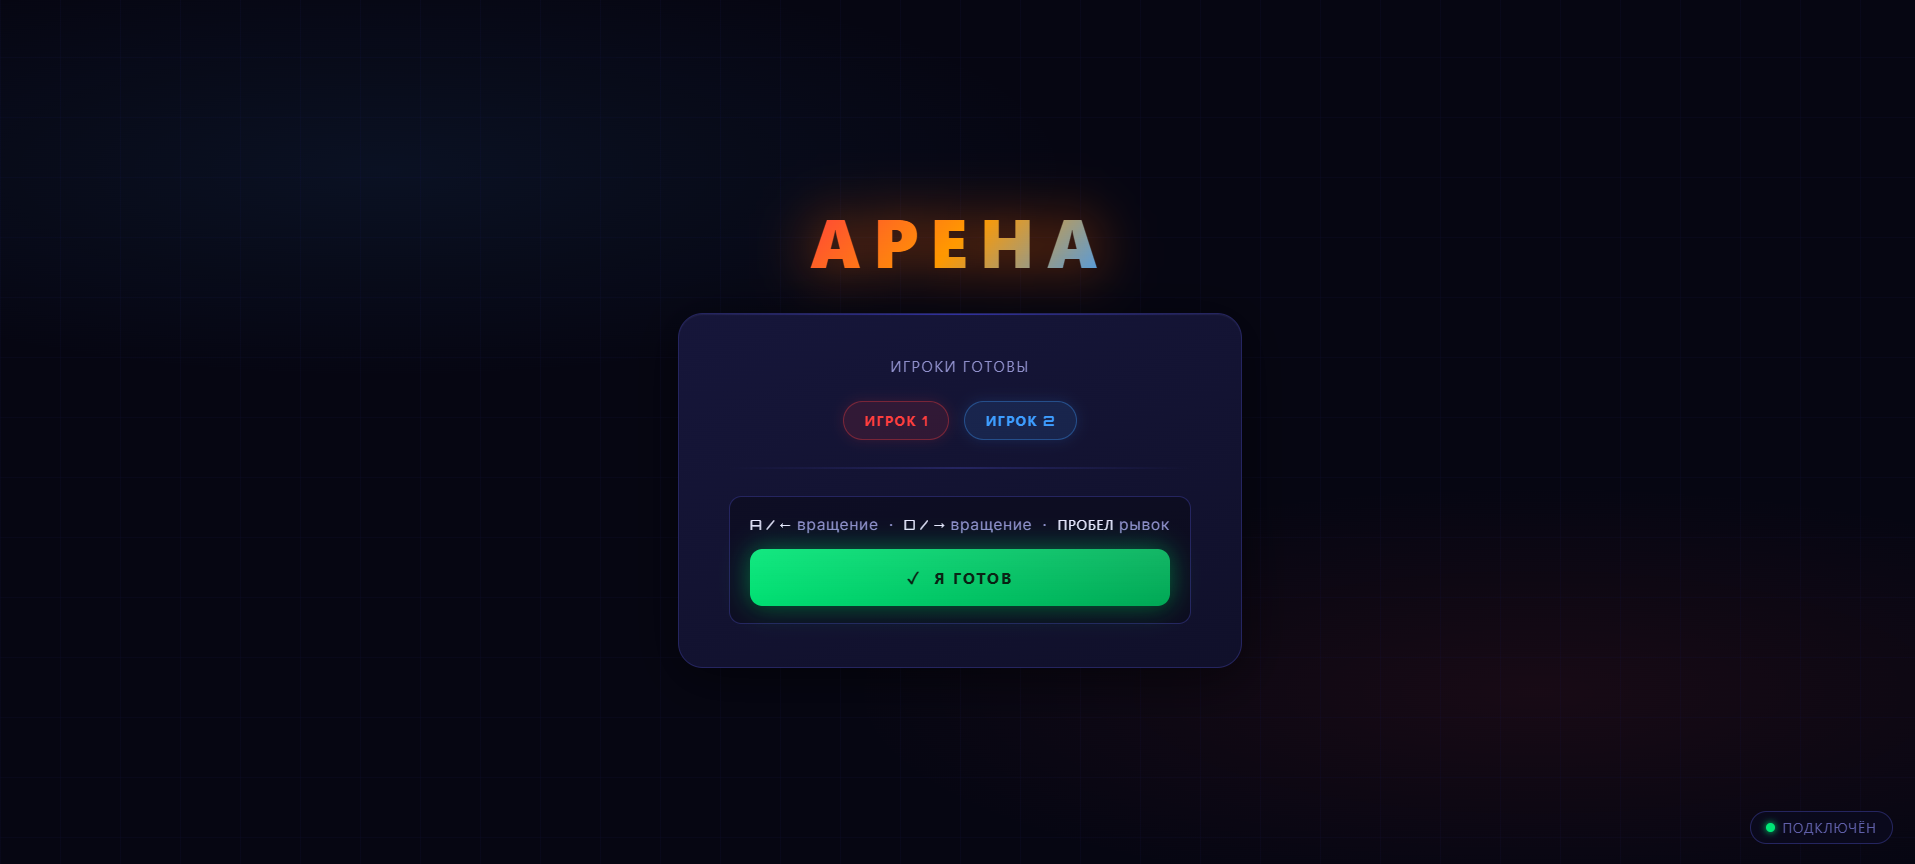 АРЕНА
ИГРОКИ ГОТОВЫ
ИГРОК 1 ИГРОК 2
A / ← вращение · D / → вращение · ПРОБЕЛ рывок
✓ Я ГОТОВ
ПОДКЛЮЧЁН